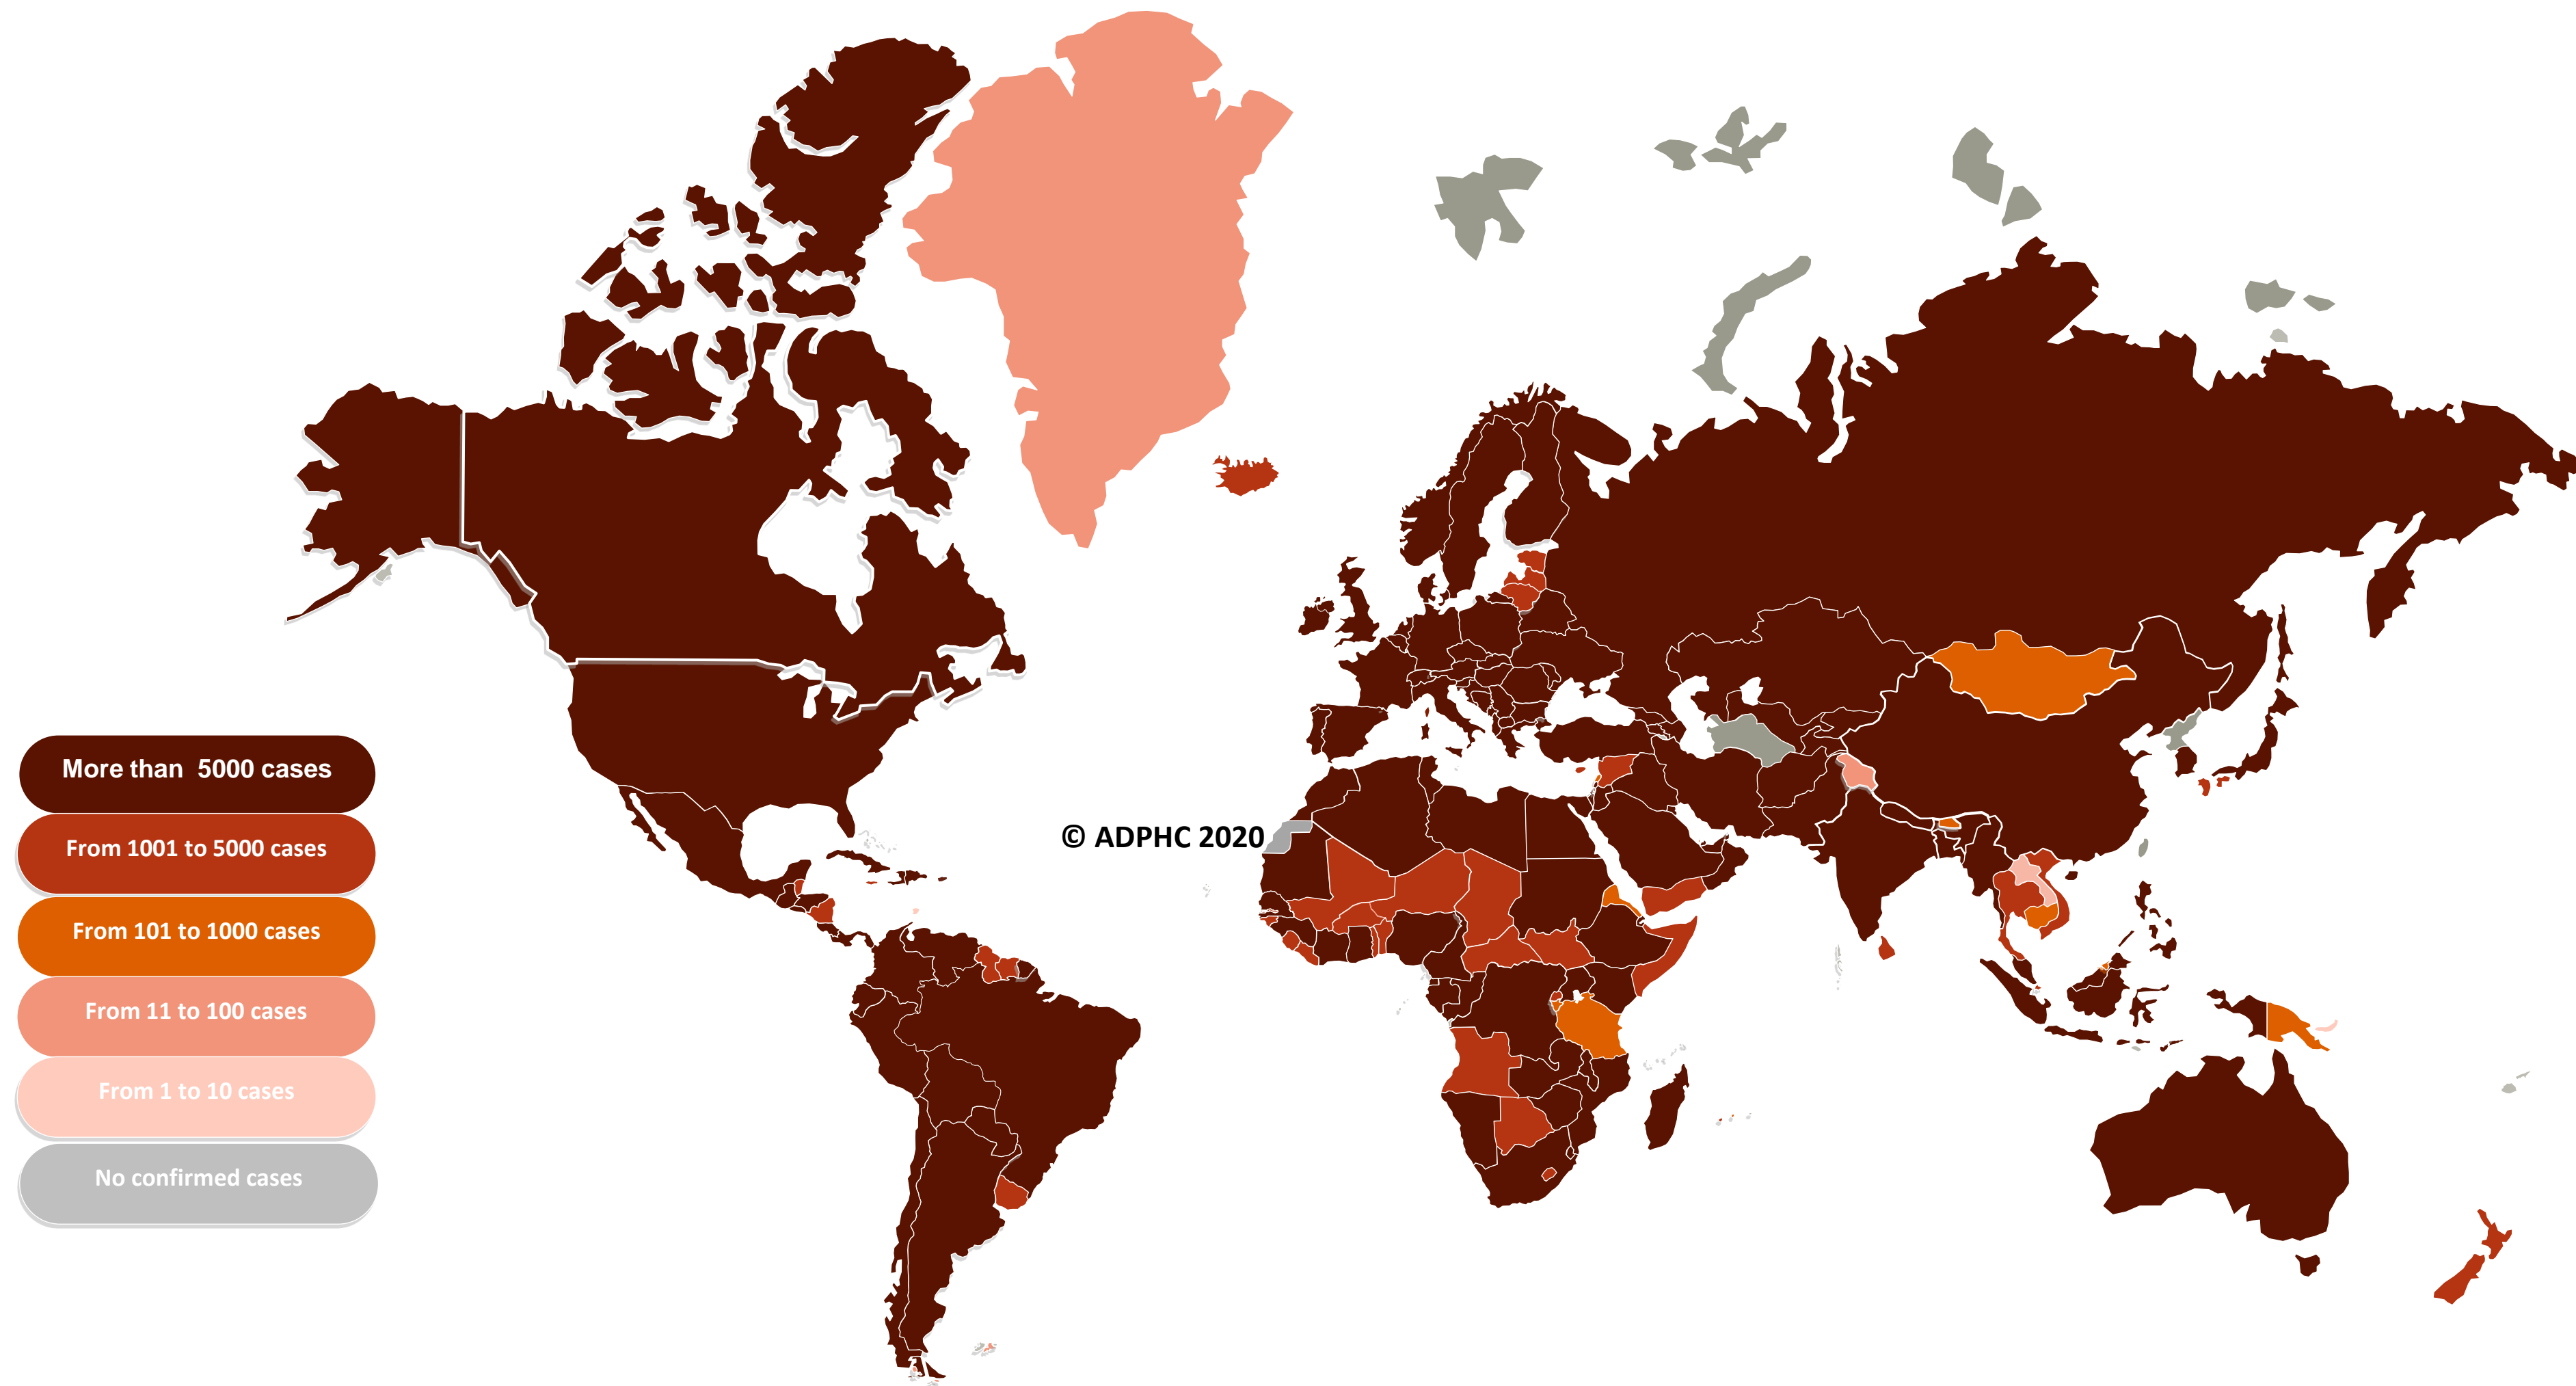 © ADPHC 2020
More than 5000 cases
From 1001 to 5000 cases
From 101 to 1000 cases
From 11 to 100 cases
From 1 to 10 cases
No confirmed cases